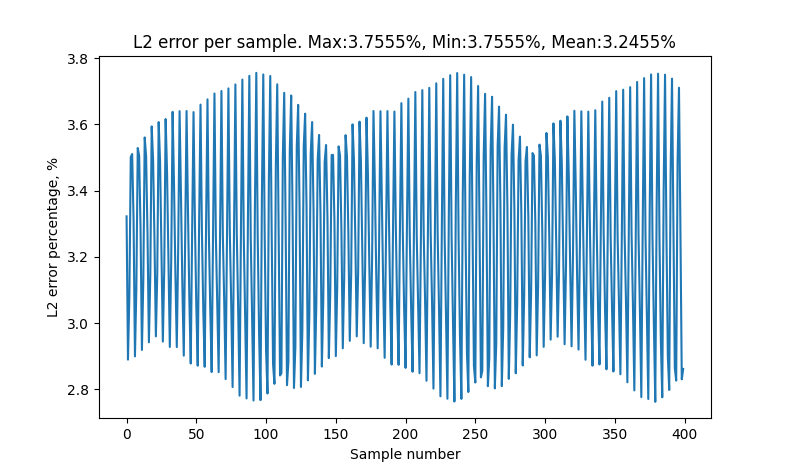 L2 error per sample. Max:3.7555%, Min:3.7555%, Mean:3.2455%
L2 error percentage, %
3.8
3.6
3.4
3.2
3.0
2.8
0 50 100 150 200 250 300 350 400
Sample number